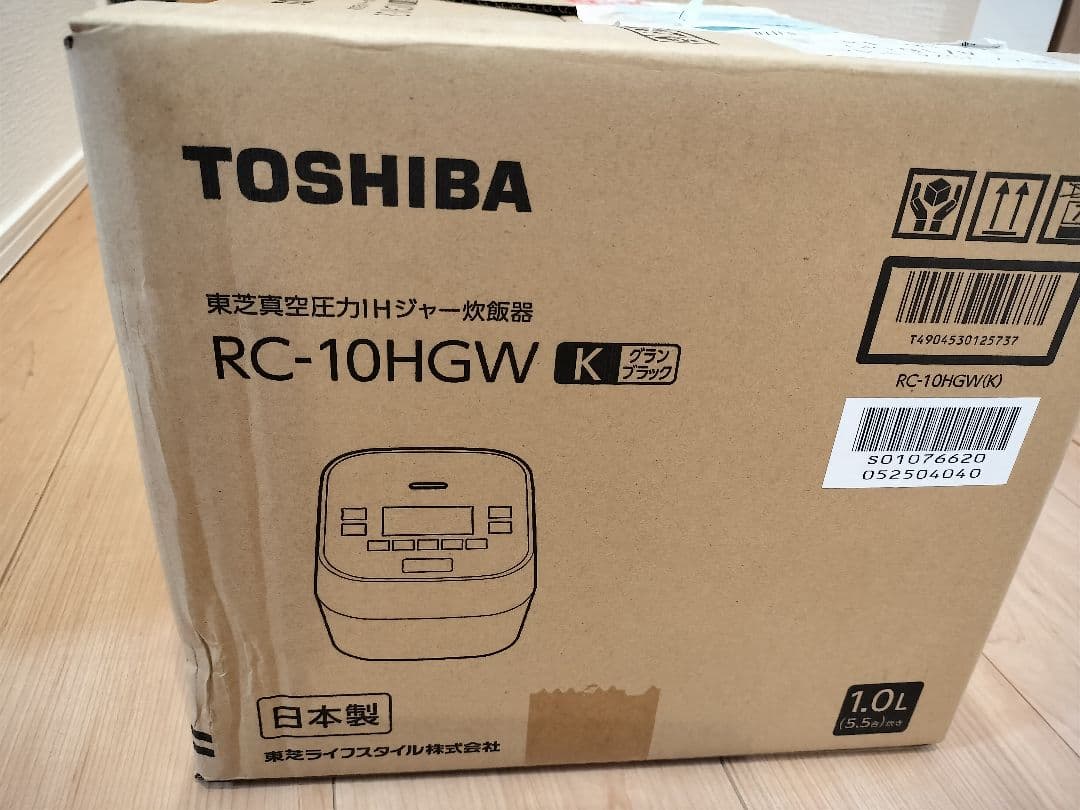 TOSHIBA
東芝真空圧力IHジャー炊飯器
RC-10HGW K グラン
ブラック
T4904530125737
RC-10HGW(K)
S01076620
052504040
日本製
東芝ライフスタイル株式会社
1.0L
(5.5合)炊き